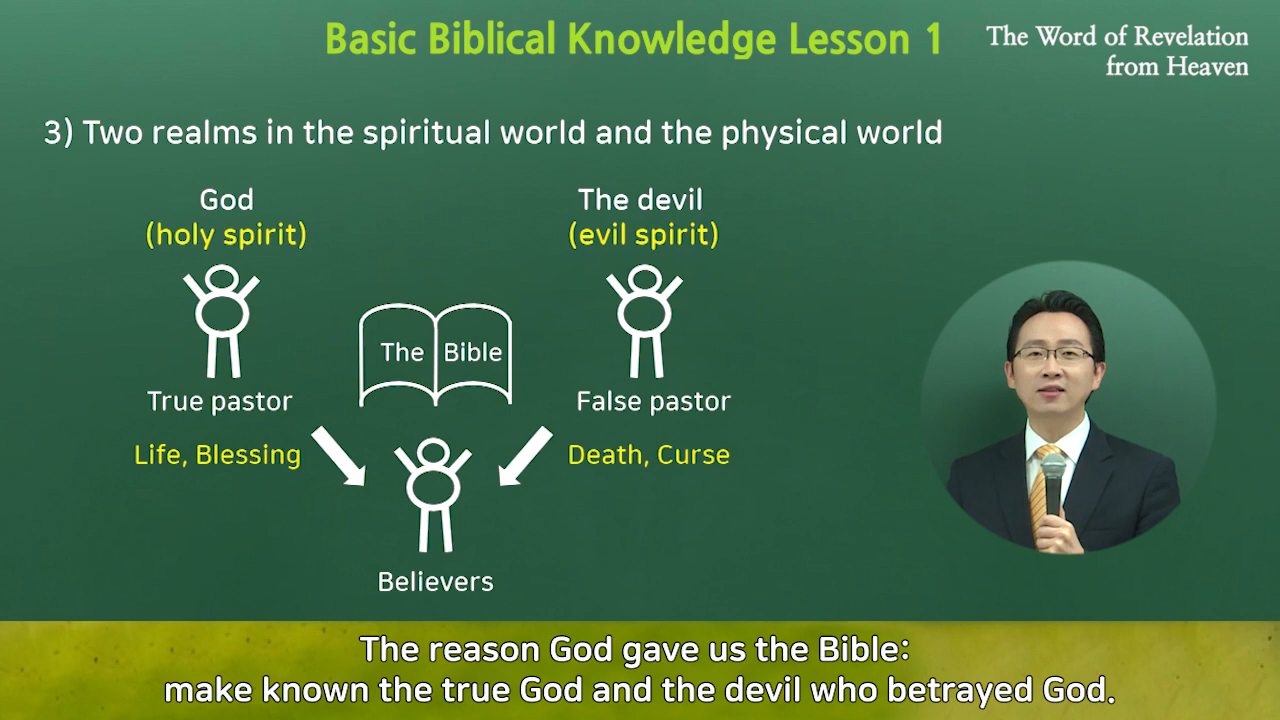 Basic Biblical Knowledge Lesson 1
The Word of Revelation
from Heaven
3) Two realms in the spiritual world and the physical world
God
(holy spirit)
The devil
(evil spirit)
The Bible
True pastor
False pastor
Life, Blessing
Death, Curse
Believers
The reason God gave us the Bible:
make known the true God and the devil who betrayed God.